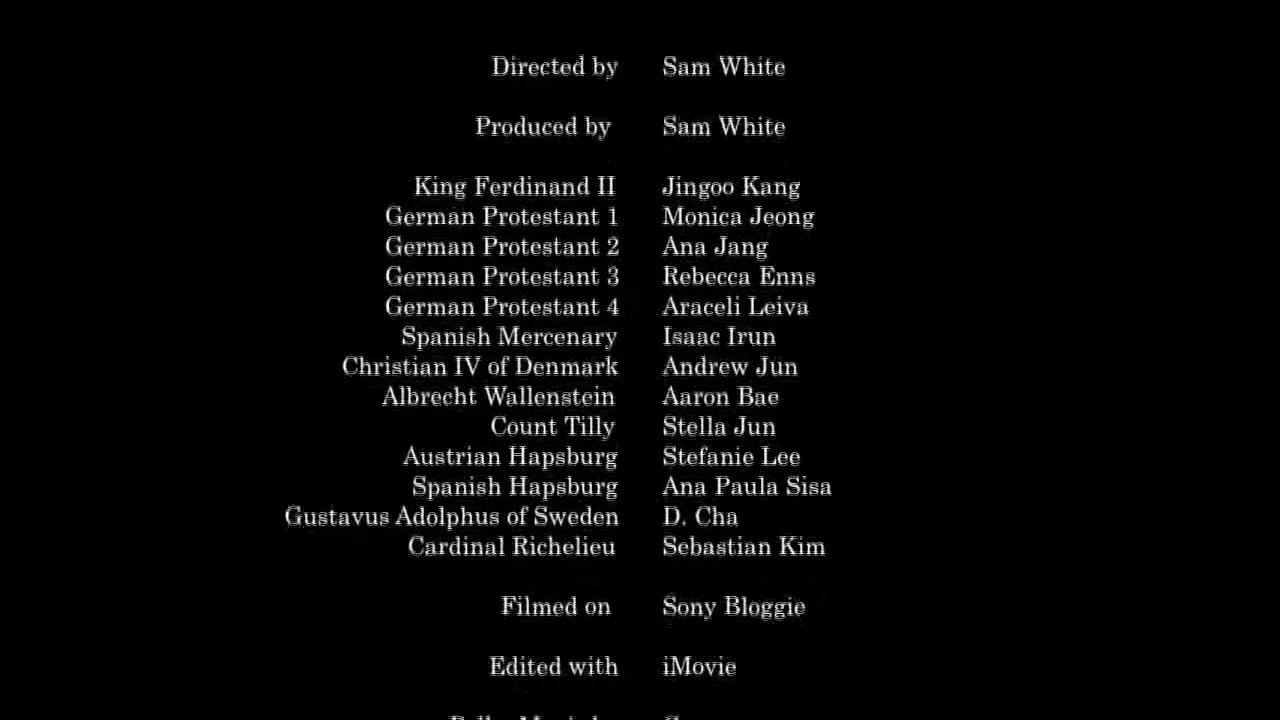 Directed by Sam White
Produced by Sam White
King Ferdinand II Jingoo Kang
German Protestant 1 Monica Jeong
German Protestant 2 Ana Jang
German Protestant 3 Rebecca Enns
German Protestant 4 Araceli Leiva
Spanish Mercenary Isaac Irun
Christian IV of Denmark Andrew Jun
Albrecht Wallenstein Aaron Bae
Count Tilly Stella Jun
Austrian Hapsburg Stefanie Lee
Spanish Hapsburg Ana Paula Sisa
Gustavus Adolphus of Sweden D. Cha
Cardinal Richelieu Sebastian Kim
Filmed on Sony Bloggie
Edited with iMovie